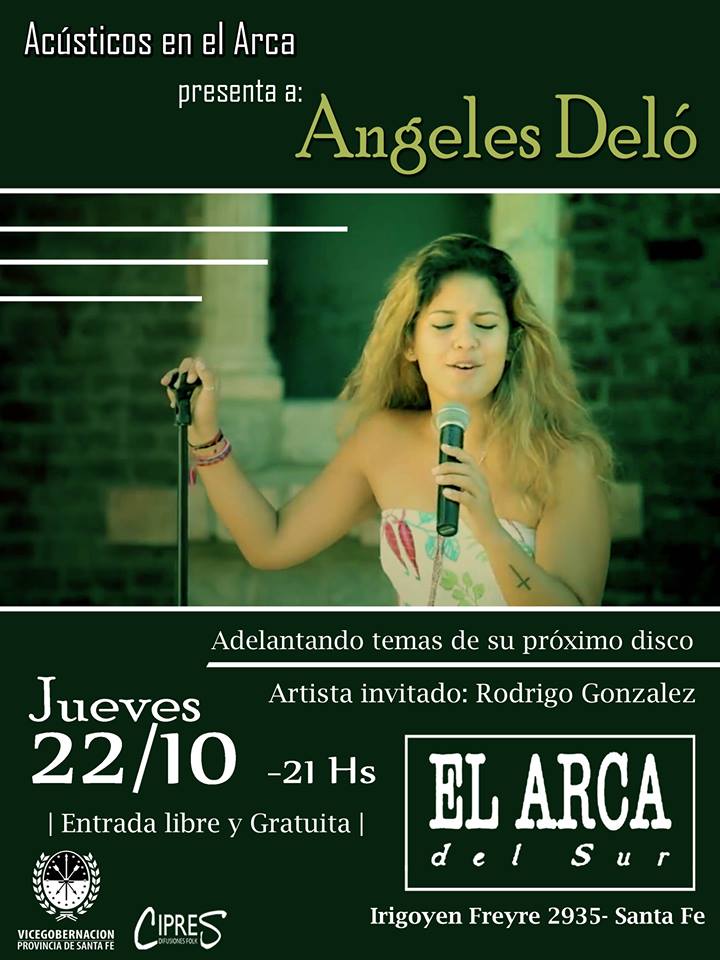 Acústicos en el Arca
presenta a:
Angeles Deló
Adelantando temas de su próximo disco
Artista invitado: Rodrigo Gonzalez
Jueves
22/10 -21 Hs
| Entrada libre y Gratuita |
EL ARCA
del Sur
Irigoyen Freyre 2935- Santa Fe
VICEGOBERNACION
PROVINCIA DE SANTA FE
CIPRES
DIFUSIONES FOLK